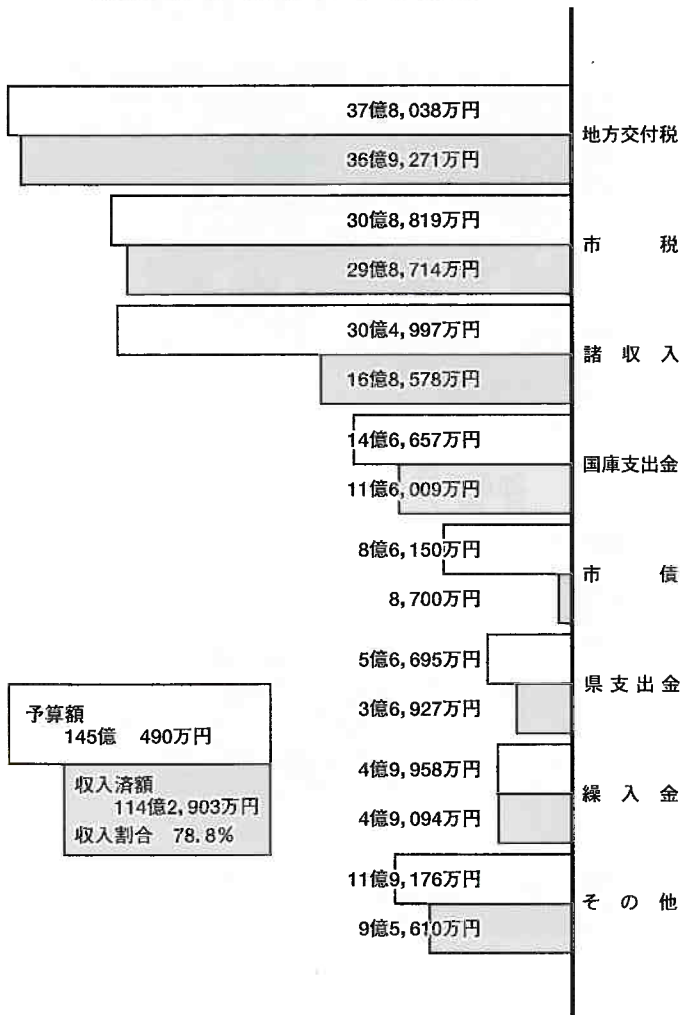 37億8,038万円
地方交付税
36億9,271万円
30億8,819万円
市税
29億8,714万円
30億4,997万円
諸収入
16億8,578万円
14億6,657万円
国庫支出金
11億6,009万円
8億6,150万円
市債
8,700万円
5億6,695万円
県支出金
3億6,927万円
4億9,958万円
繰入金
4億9,094万円
11億9,176万円
その他
9億5,610万円
予算額
145億 490万円
収入済額
114億2,903万円
収入割合 78.8%